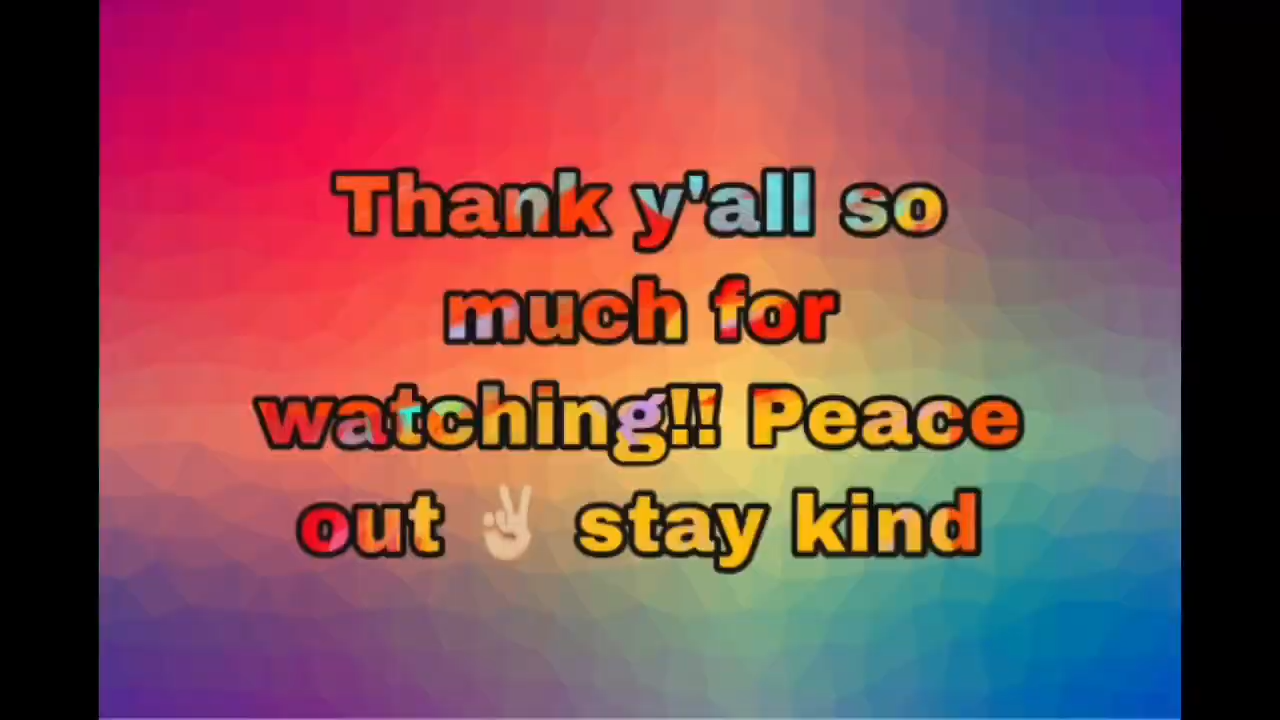 Thank y'all so
much for
watching!! Peace
out ✌🏻 stay kind